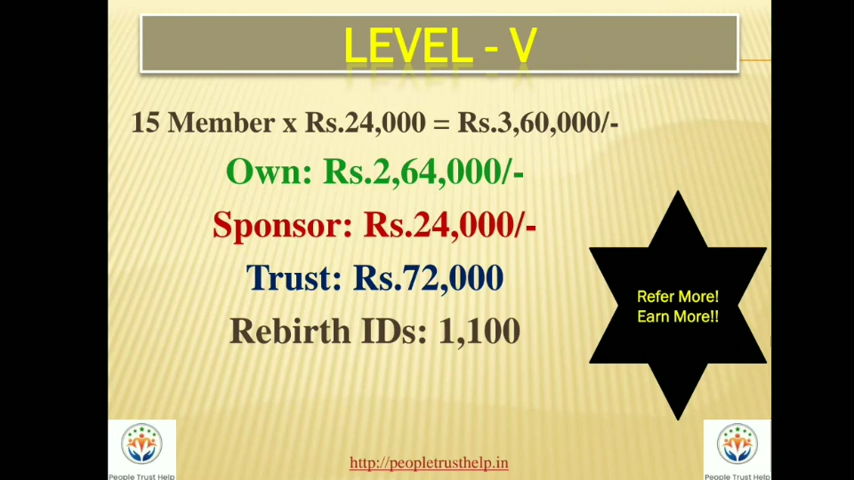 LEVEL - V
15 Member x Rs.24,000 = Rs.3,60,000/-
Own: Rs.2,64,000/-
Sponsor: Rs.24,000/-
Trust: Rs.72,000
Rebirth IDs: 1,100
Refer More!
Earn More!!
People Trust Help
http://peopletrusthelp.in
People Trust Help